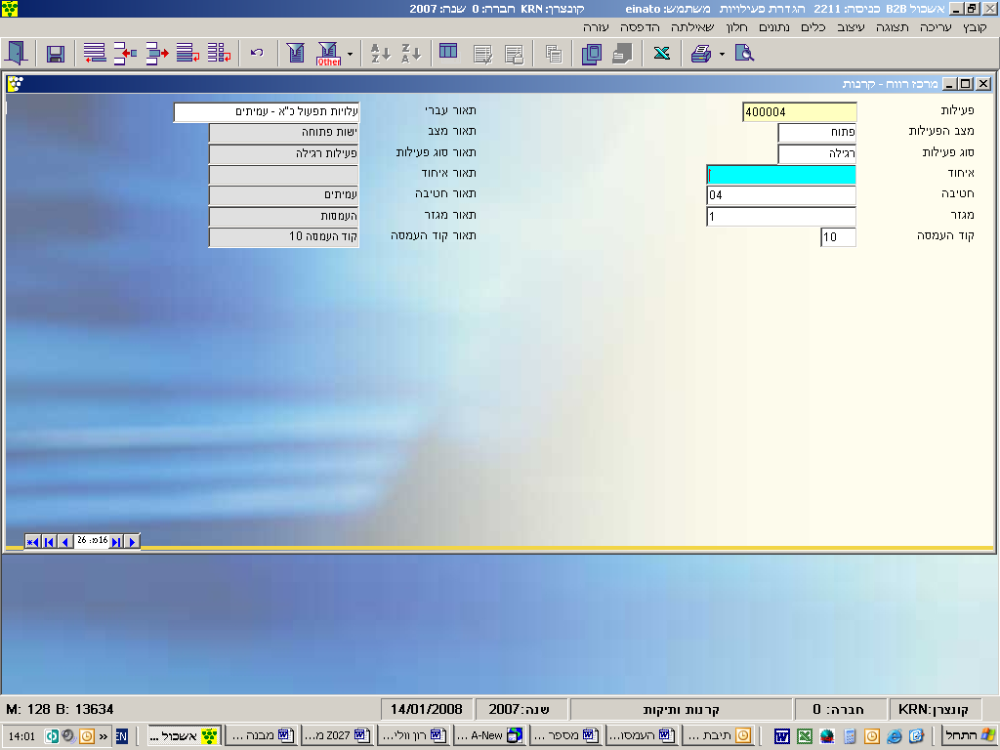 אשכול B2B כניסה: 2211 הגדרת פעילויות משתמש: einato קונצרן: KRN חברה: 0 שנה: 2007
קובץ עריכה תצוגה עיצוב כלים נתונים חלון שאילתה הדפסה עזרה
Other
מרכז רווח - קרנות
פעילות 400004 תאור עברי עלויות תפעול כ"א - עמיתים
מצב הפעילות פתוח תאור מצב ישות פתוחה
סוג פעילות רגילה תאור סוג פעילות פעילות רגילה
איחוד תאור איחוד
חטיבה 04 תאור חטיבה עמיתים
מגזר 1 תאור מגזר העמסות
קוד העמסה 10 תאור קוד העמסה קוד העמסה 10
16מ: 26
קונצרן: KRN חברה: 0 קרנות ותיקות שנה: 2007 14/01/2008 M: 128 B: 13634
התחל תיבת ... העמסו... מספר ... A-New ... רון וולי... 2027 מ... מבנה ... אשכול ... EN 14:01